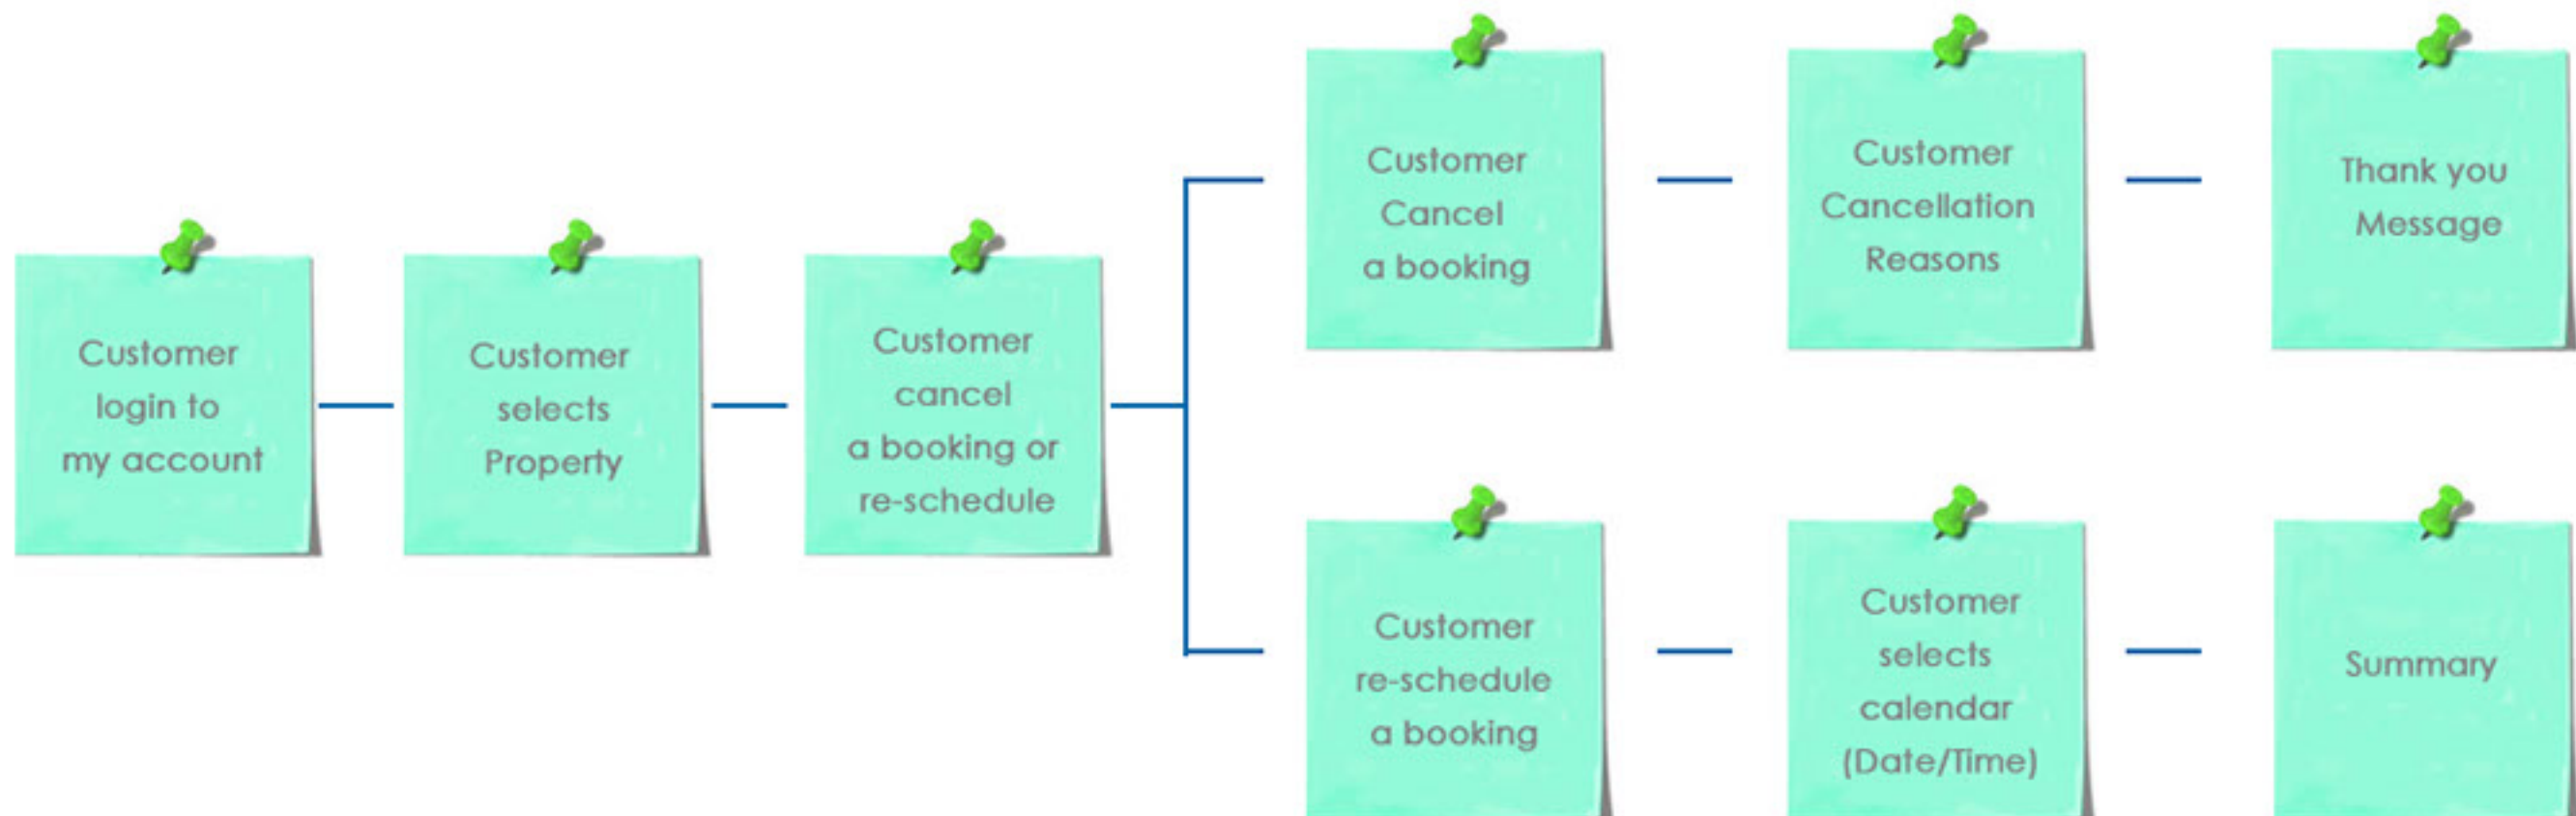 Customer
login to
my account
Customer
selects
Property
Customer
cancel
a booking or
re-schedule
Customer
Cancel
a booking
Customer
Cancellation
Reasons
Thank you
Message
Customer
re-schedule
a booking
Customer
selects
calendar
(Date/Time)
Summary